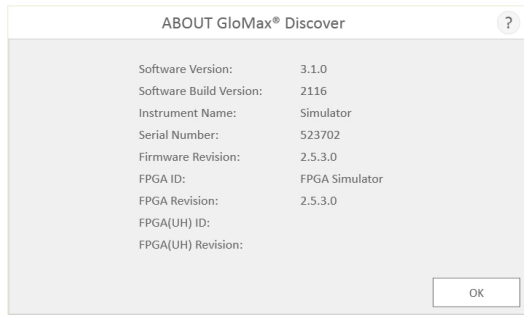 ABOUT GloMax® Discover
?
Software Version: 3.1.0
Software Build Version: 2116
Instrument Name: Simulator
Serial Number: 523702
Firmware Revision: 2.5.3.0
FPGA ID: FPGA Simulator
FPGA Revision: 2.5.3.0
FPGA(UH) ID:
FPGA(UH) Revision:
OK